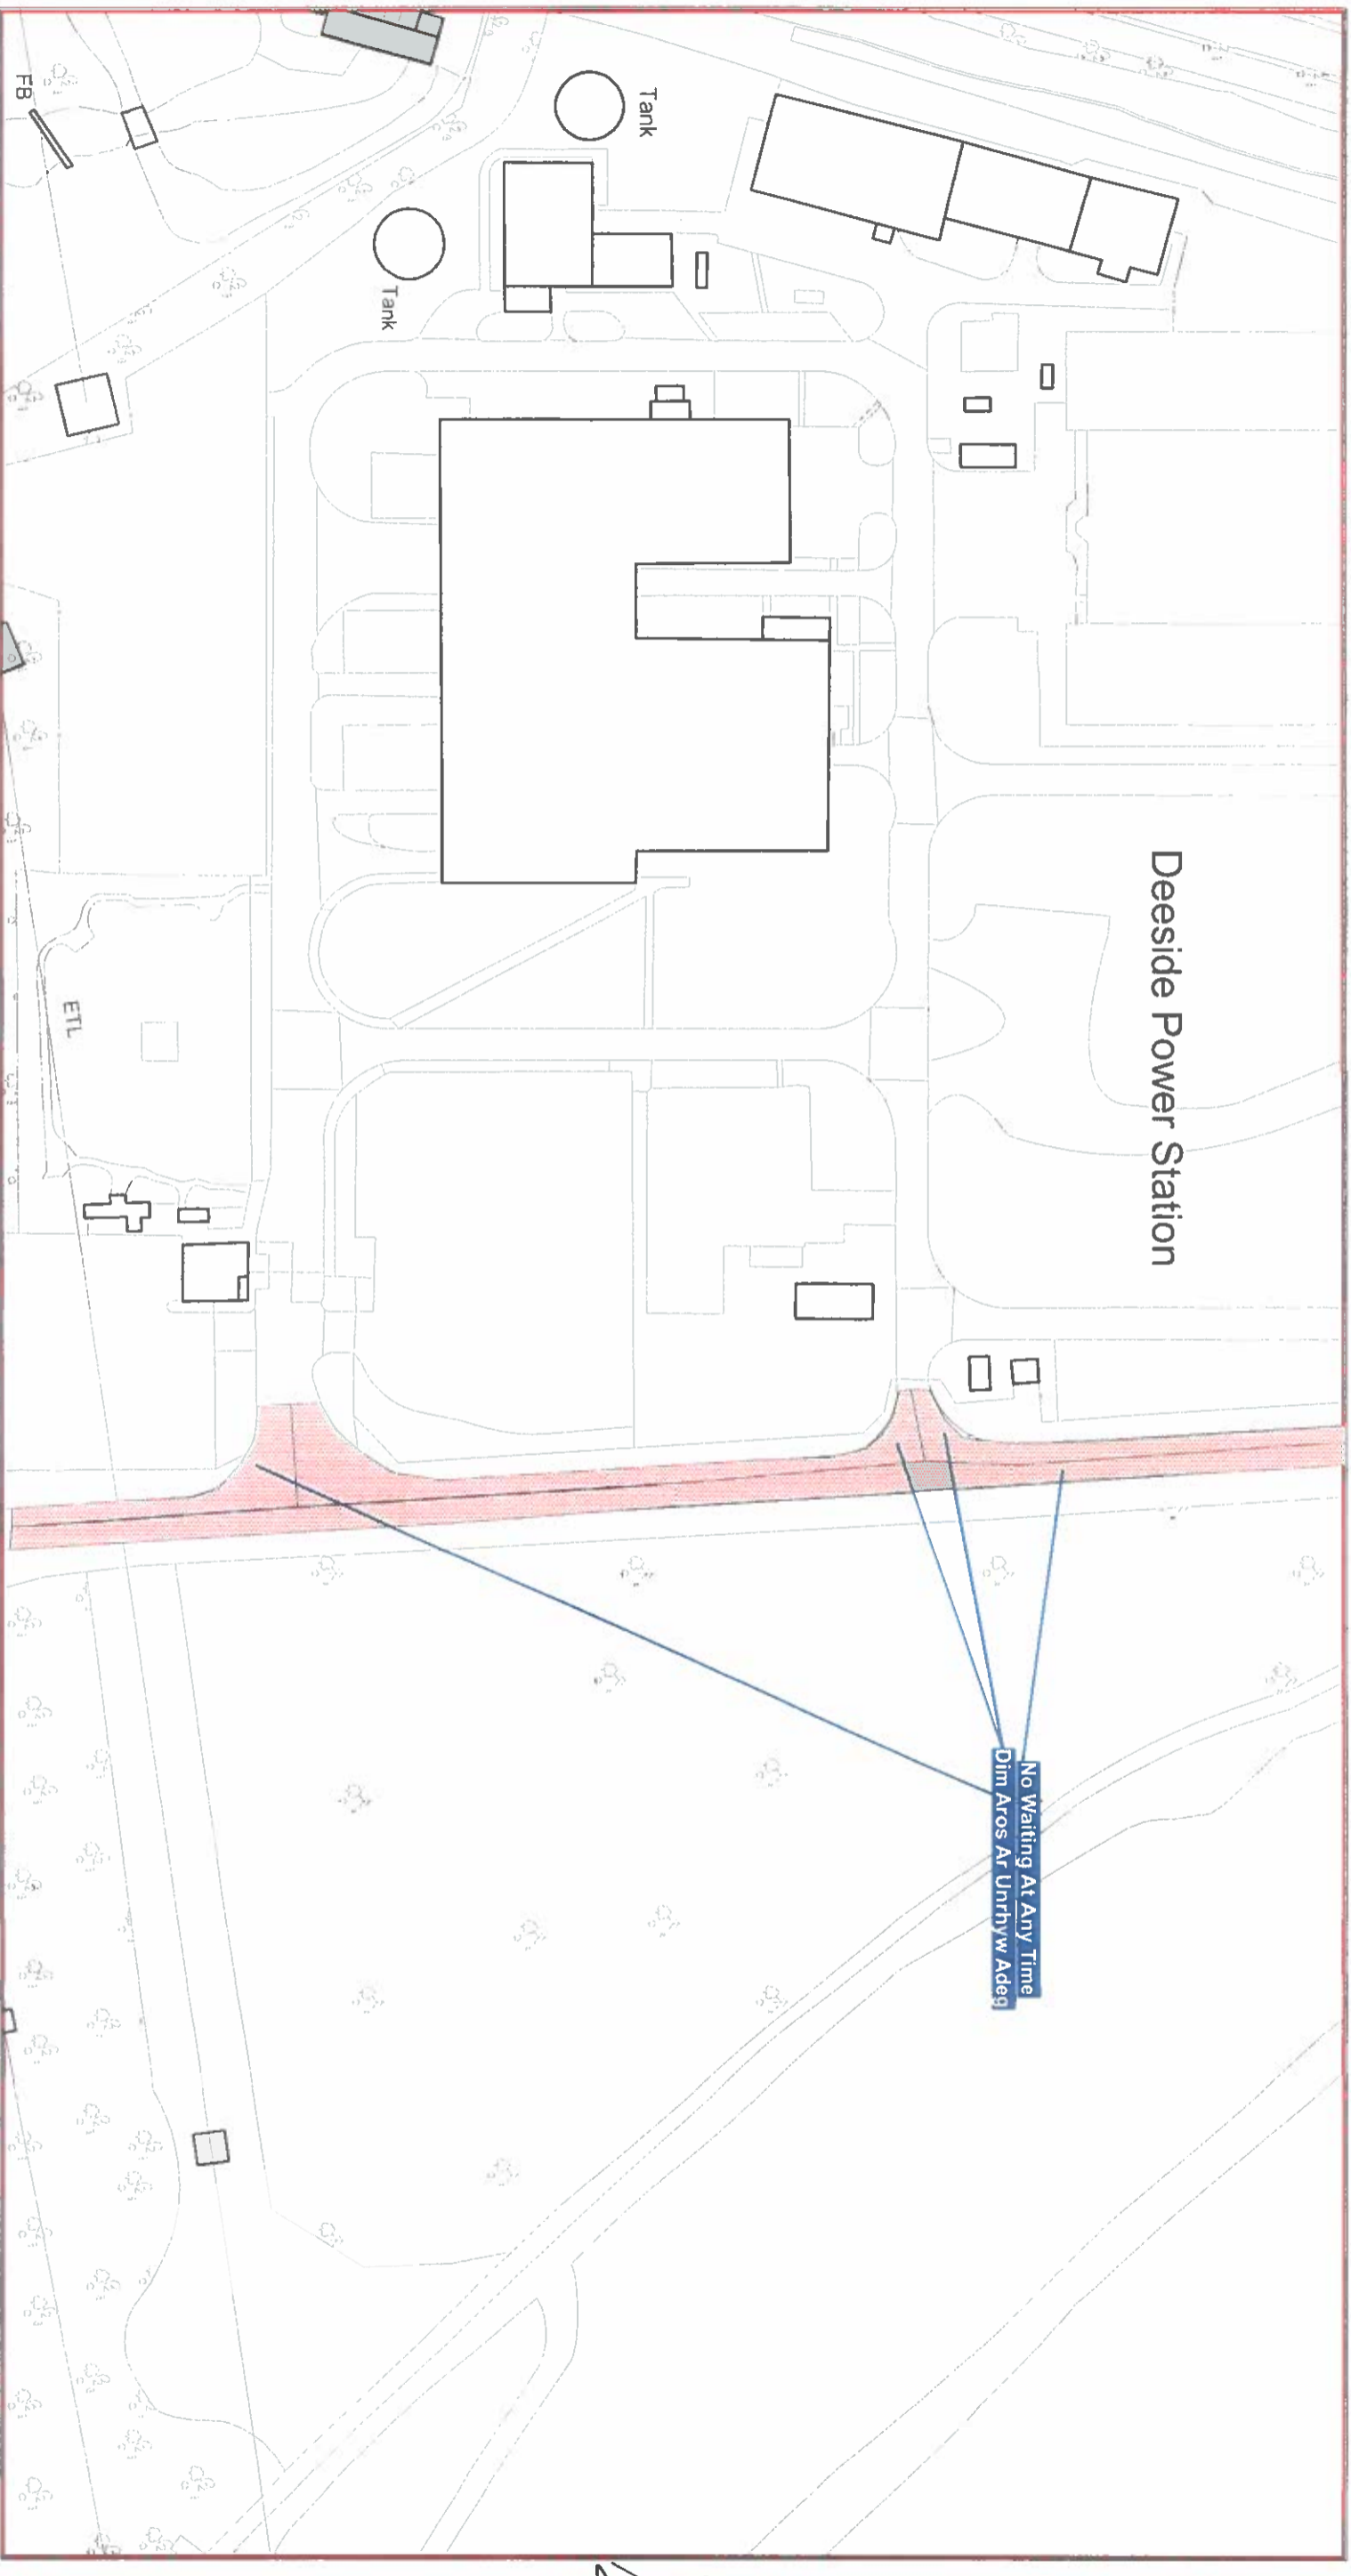 Deeside Power Station
Tank
Tank
FB
ETL
No Waiting At Any Time
Dim Aros Ar Unrhyw Adeg